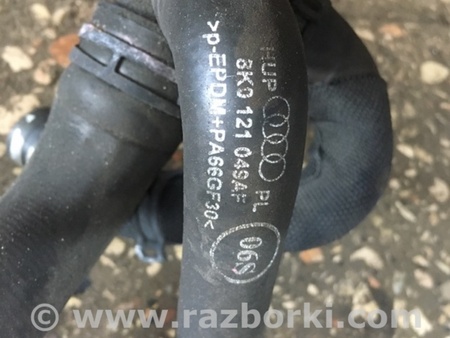 HUP PL
8K0 121 049AF
>p-EPDM+PA66GF30<
06S
© www.razborki.com